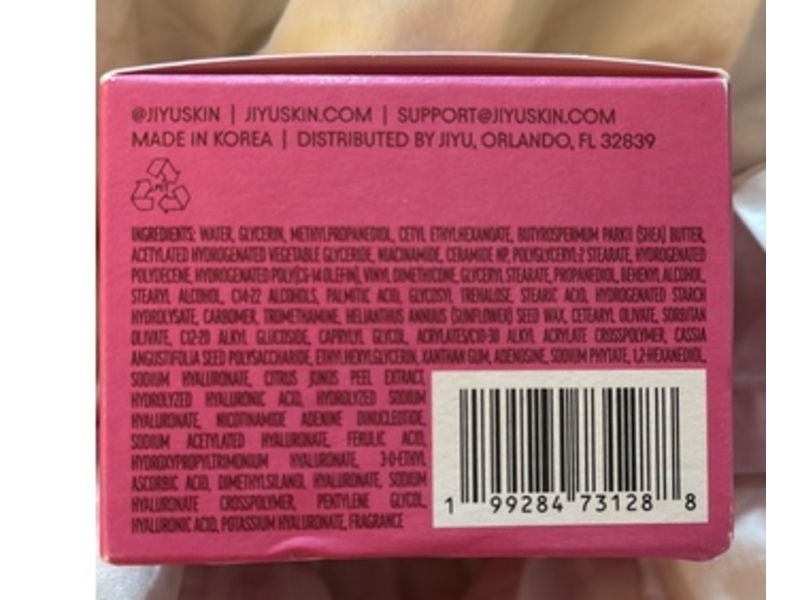 @JIYUSKIN | JIYUSKIN.COM | SUPPORT@JIYUSKIN.COM
MADE IN KOREA | DISTRIBUTED BY JIYU, ORLANDO, FL 32839
INGREDIENTS: WATER, GLYCERIN, METHYLPROPANEDIOL, CETYL ETHYLHEXANOATE, BUTYROSPERMUM PARKII (SHEA) BUTTER,
ACETYLATED HYDROGENATED VEGETABLE GLYCERIDE, NIACINAMIDE, CERAMIDE NP, POLYGLYCERYL-2 STEARATE, HYDROGENATED
POLYDECENE, HYDROGENATED POLY(C6-14 OLEFIN), VINYL DIMETHICONE, GLYCERYL STEARATE, PROPANEDIOL, BEHENYL ALCOHOL,
STEARYL ALCOHOL, C14-22 ALCOHOLS, PALMITIC ACID, GLYCOSYL TREHALOSE, STEARIC ACID, HYDROGENATED STARCH
HYDROLYSATE, CARBOMER, TROMETHAMINE, HELIANTHUS ANNUUS (SUNFLOWER) SEED WAX, CETEARYL OLIVATE, SORBITAN
OLIVATE, C12-20 ALKYL GLUCOSIDE, CAPRYLYL GLYCOL, ACRYLATES/C10-30 ALKYL ACRYLATE CROSSPOLYMER, CASSIA
ANGUSTIFOLIA SEED POLYSACCHARIDE, ETHYLHEXYLGLYCERIN, XANTHAN GUM, ADENOSINE, SODIUM PHYTATE, 1,2-HEXANEDIOL,
SODIUM HYALURONATE, CITRUS JUNOS PEEL EXTRACT,
HYDROLYZED HYALURONIC ACID, HYDROLYZED SODIUM
HYALURONATE, NICOTINAMIDE ADENINE DINUCLEOTIDE,
SODIUM ACETYLATED HYALURONATE, FERULIC ACID,
HYDROXYPROPYLTRIMONIUM HYALURONATE, 3-O-ETHYL
ASCORBIC ACID, DIMETHYLSILANOL HYALURONATE, SODIUM
HYALURONATE CROSSPOLYMER, PENTYLENE GLYCOL,
HYALURONIC ACID, POTASSIUM HYALURONATE, FRAGRANCE
1 99284 73128 8